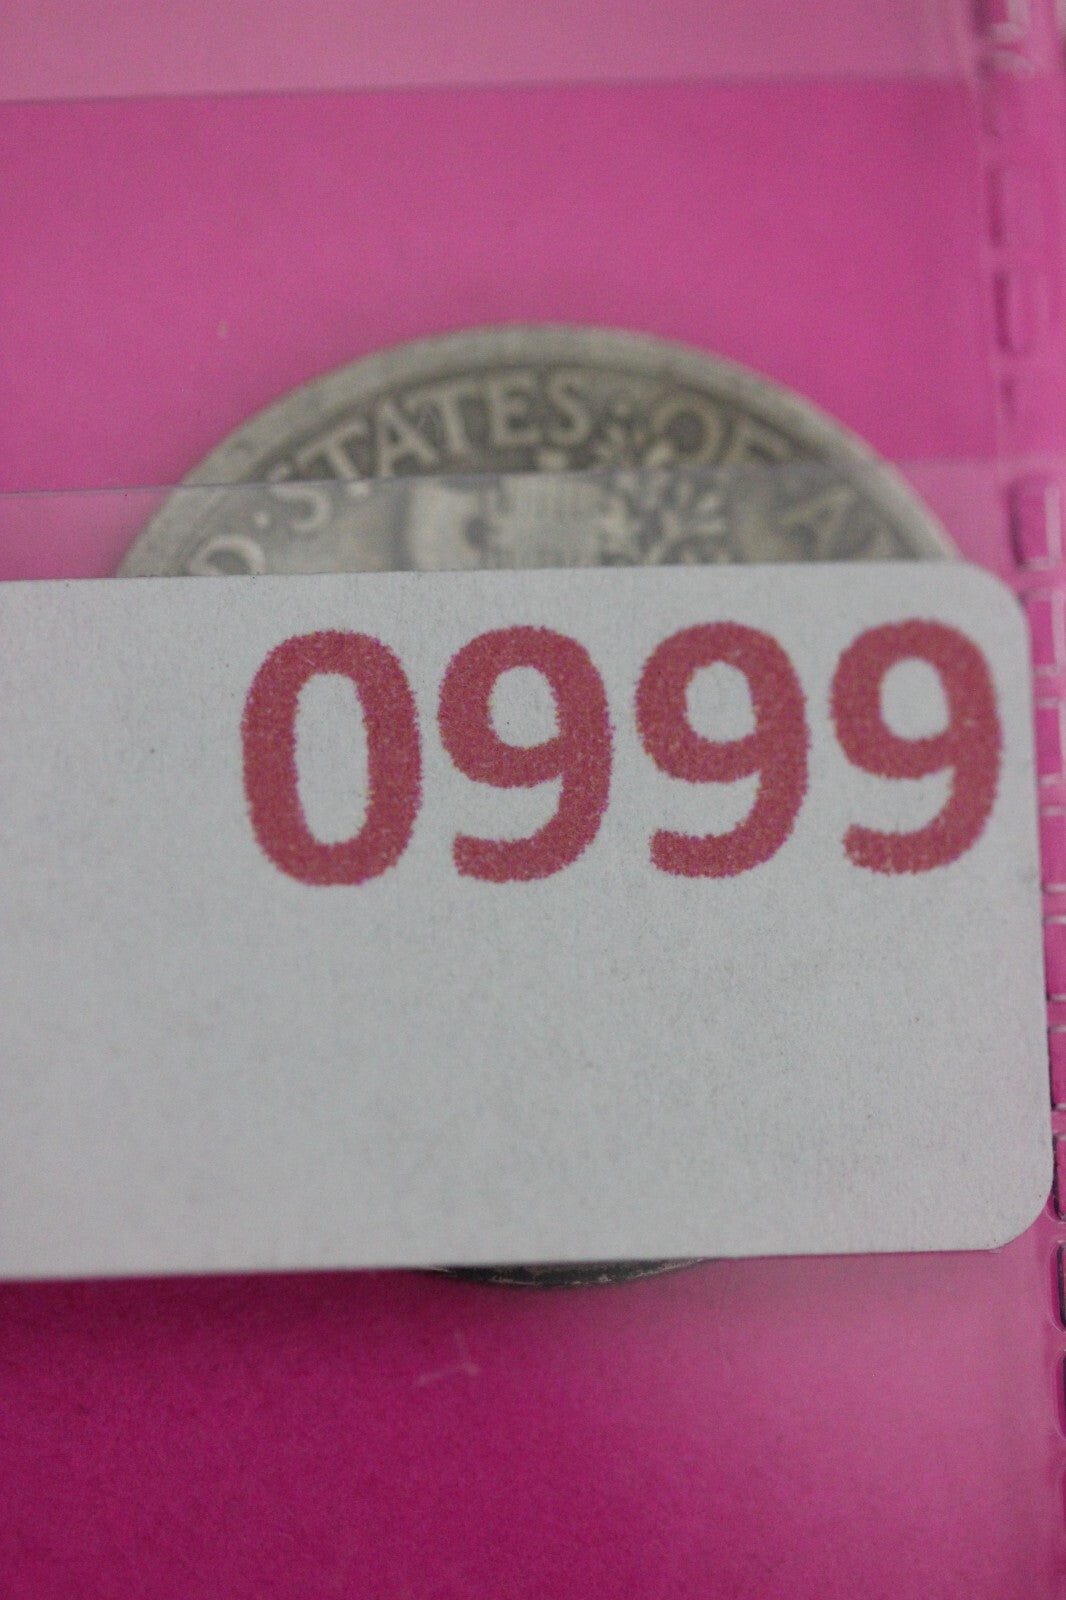 D · STATES · OF A
0999